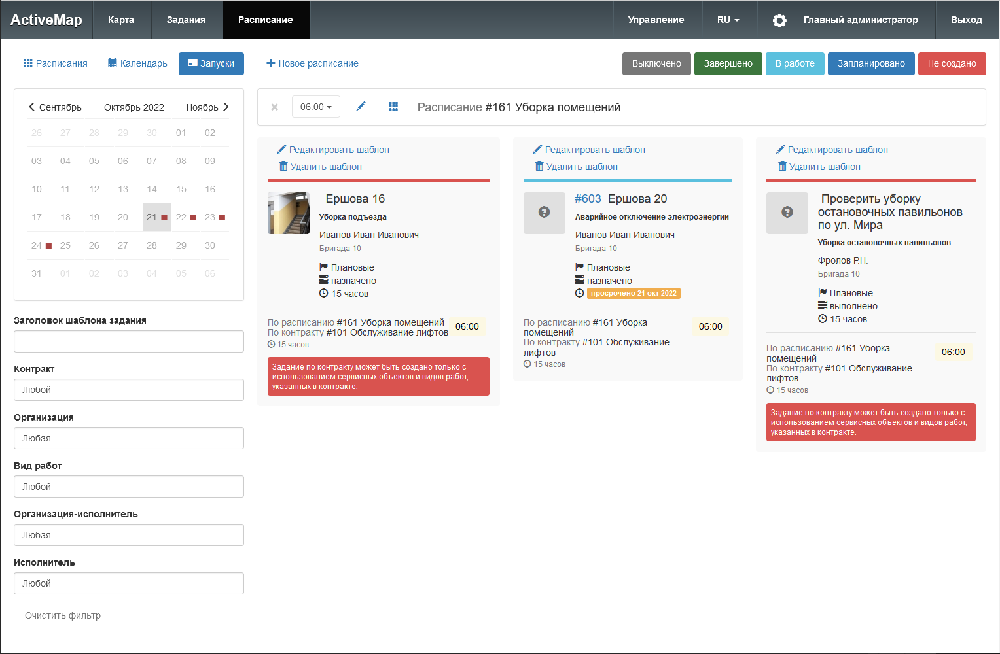 ActiveMap Карта Задания Расписание Управление RU Главный администратор Выход
Расписания Календарь Запуски Новое расписание Выключено Завершено В работе Запланировано Не создано
Сентябрь Октябрь 2022 Ноябрь
26 27 28 29 30 01 02
03 04 05 06 07 08 09
10 11 12 13 14 15 16
17 18 19 20 21 22 23
24 25 26 27 28 29 30
31 01 02 03 04 05 06
Заголовок шаблона задания
Контракт
Любой
Организация
Любая
Вид работ
Любой
Организация-исполнитель
Любая
Исполнитель
Любой
Очистить фильтр
06:00 Расписание #161 Уборка помещений
Редактировать шаблон
Удалить шаблон
Ершова 16
Уборка подъезда
Иванов Иван Иванович
Бригада 10
Плановые
назначено
15 часов
По расписанию #161 Уборка помещений 06:00
По контракту #101 Обслуживание лифтов
15 часов
Задание по контракту может быть создано только с
использованием сервисных объектов и видов работ,
указанных в контракте.
Редактировать шаблон
Удалить шаблон
#603 Ершова 20
Аварийное отключение электроэнергии
Иванов Иван Иванович
Бригада 10
Плановые
назначено
просрочено 21 окт 2022
По расписанию #161 Уборка 06:00
помещений
По контракту #101 Обслуживание
лифтов
15 часов
Редактировать шаблон
Удалить шаблон
Проверить уборку
остановочных павильонов
по ул. Мира
Уборка остановочных павильонов
Фролов Р.Н.
Бригада 10
Плановые
выполнено
15 часов
По расписанию #161 Уборка 06:00
помещений
По контракту #101 Обслуживание
лифтов
15 часов
Задание по контракту может быть создано только с
использованием сервисных объектов и видов работ,
указанных в контракте.